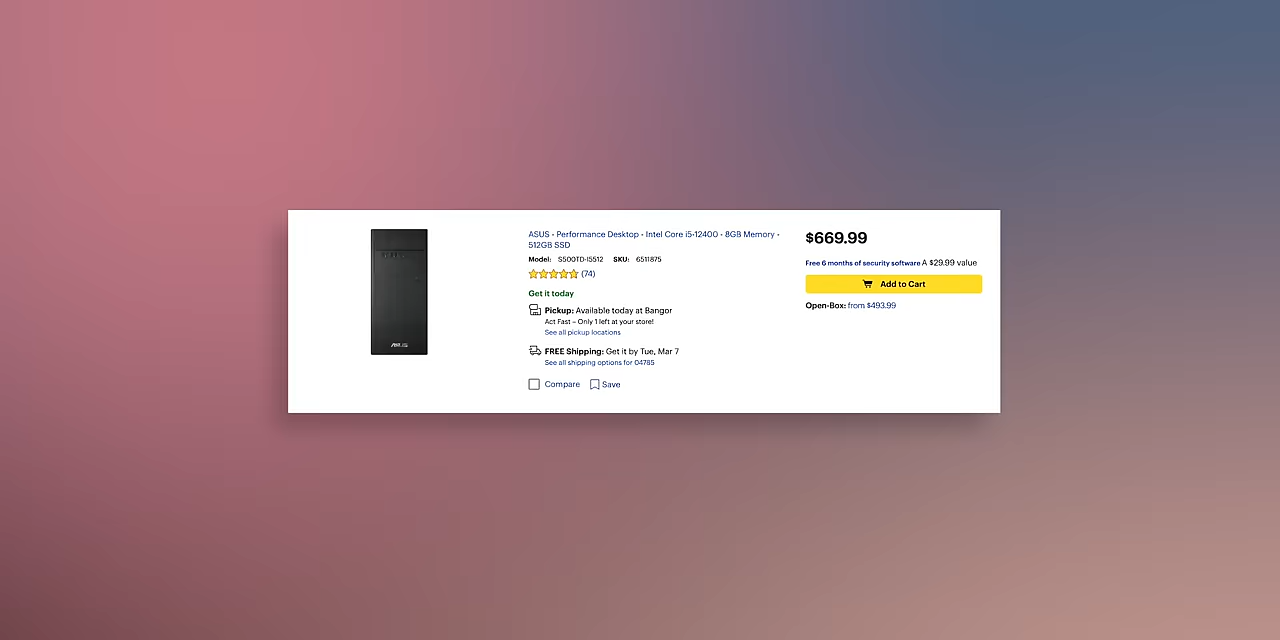 ASUS - Performance Desktop - Intel Core i5-12400 - 8GB Memory -
512GB SSD
Model: S500TD-I5512 SKU: 6511875
(74)
Get it today
Pickup: Available today at Bangor
Act Fast – Only 1 left at your store!
See all pickup locations
FREE Shipping: Get it by Tue, Mar 7
See all shipping options for 04785
Compare Save
$669.99
Free 6 months of security software A $29.99 value
Add to Cart
Open-Box: from $493.99
ASUS